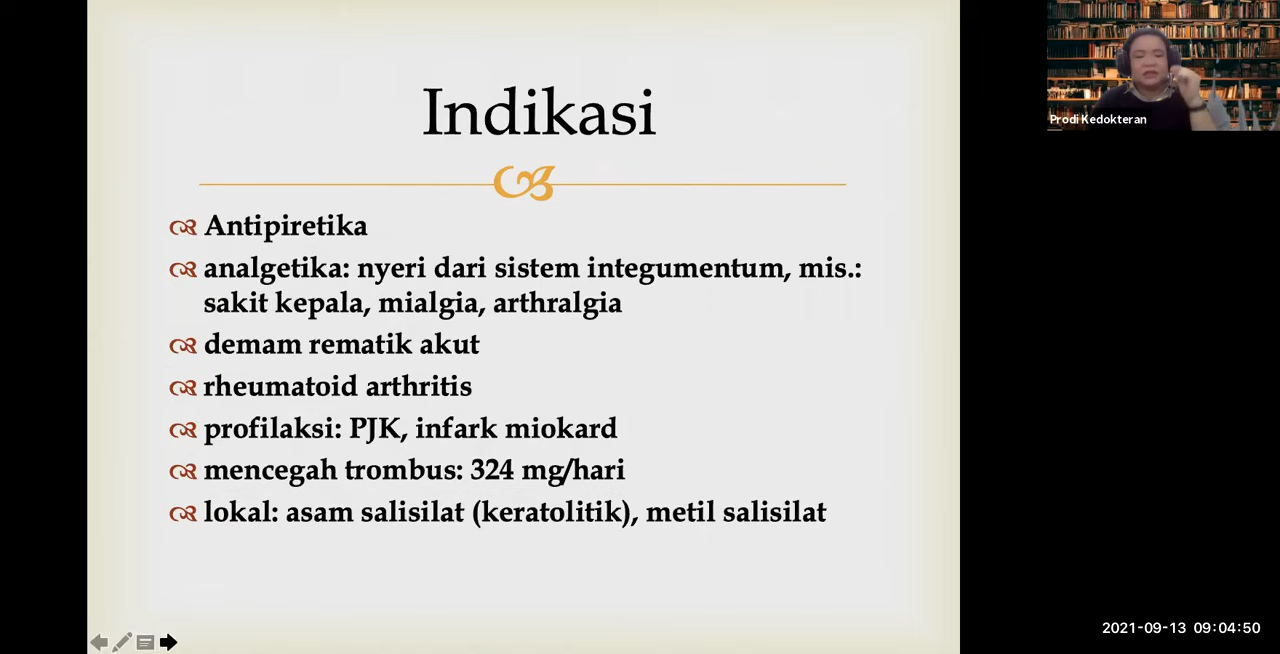 Indikasi
Antipiretika
analgetika: nyeri dari sistem integumentum, mis.:
sakit kepala, mialgia, arthralgia
demam rematik akut
rheumatoid arthritis
profilaksi: PJK, infark miokard
mencegah trombus: 324 mg/hari
lokal: asam salisilat (keratolitik), metil salisilat
Prodi Kedokteran
2021-09-13 09:04:50